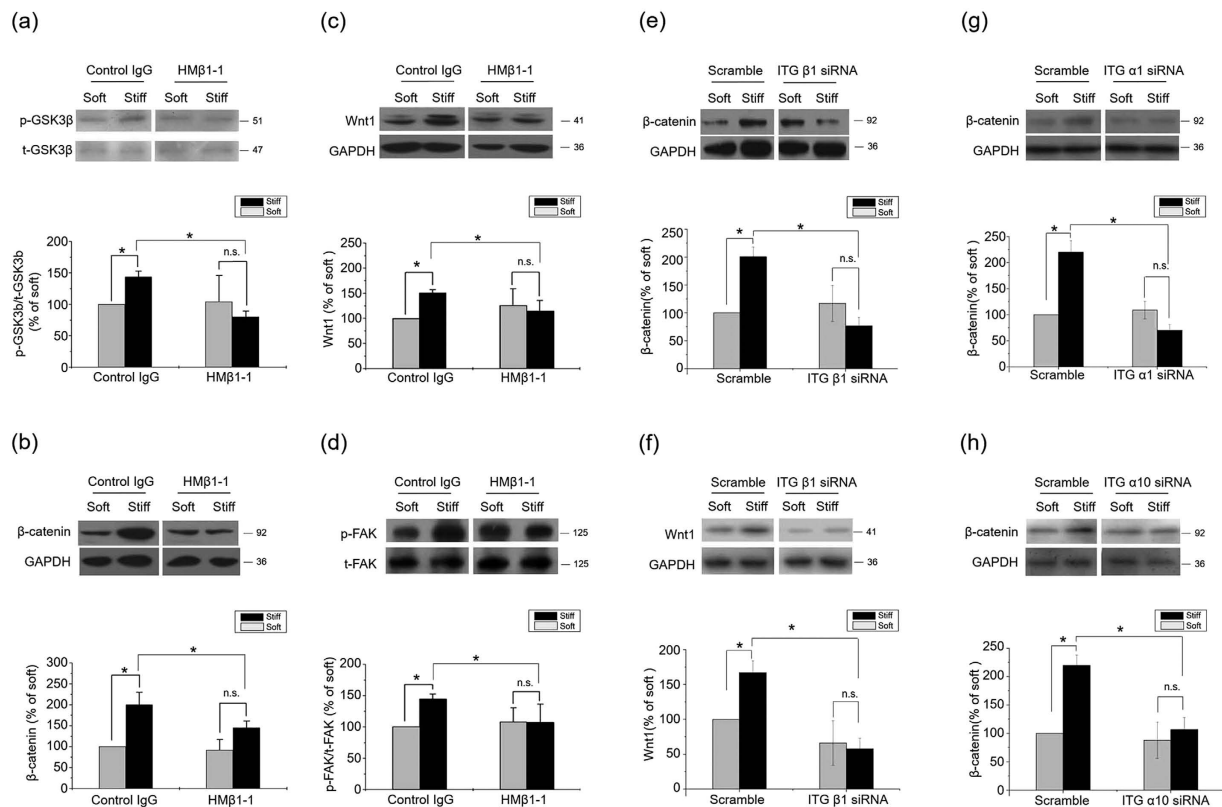 (a)
Control IgG HMβ1-1
Soft Stiff Soft Stiff
p-GSK3β 51
t-GSK3β 47
Stiff
Soft
p-GSK3b/t-GSK3b
(% of soft)
200
150
100
75
50
25
0
*
*
n.s.
Control IgG HMβ1-1
(b)
Control IgG HMβ1-1
Soft Stiff Soft Stiff
β-catenin 92
GAPDH 36
Stiff
Soft
β-catenin (% of soft)
300
250
200
150
100
50
0
*
*
n.s.
Control IgG HMβ1-1
(c)
Control IgG HMβ1-1
Soft Stiff Soft Stiff
Wnt1 41
GAPDH 36
Stiff
Soft
Wnt1 (% of soft)
200
150
100
75
50
25
0
*
*
n.s.
Control IgG HMβ1-1
(d)
Control IgG HMβ1-1
Soft Stiff Soft Stiff
p-FAK 125
t-FAK 125
Stiff
Soft
p-FAK/t-FAK (% of soft)
200
150
100
75
50
25
0
*
*
n.s.
Control IgG HMβ1-1
(e)
Scramble ITG β1 siRNA
Soft Stiff Soft Stiff
β-catenin 92
GAPDH 36
Stiff
Soft
β-catenin(% of soft )
250
200
150
100
50
0
*
*
n.s.
Scramble ITG β1 siRNA
(f)
Scramble ITG β1 siRNA
Soft Stiff Soft Stiff
Wnt1 41
GAPDH 36
Stiff
Soft
Wnt1(% of soft )
200
150
100
50
0
*
*
n.s.
Scramble ITG β1 siRNA
(g)
Scramble ITG α1 siRNA
Soft Stiff Soft Stiff
β-catenin 92
GAPDH 36
Stiff
Soft
β-catenin(% of soft )
250
200
150
100
50
0
*
*
n.s.
Scramble ITG α1 siRNA
(h)
Scramble ITG α10 siRNA
Soft Stiff Soft Stiff
β-catenin 92
GAPDH 36
Stiff
Soft
β-catenin(% of soft )
250
200
150
100
50
0
*
*
n.s.
Scramble ITG α10 siRNA